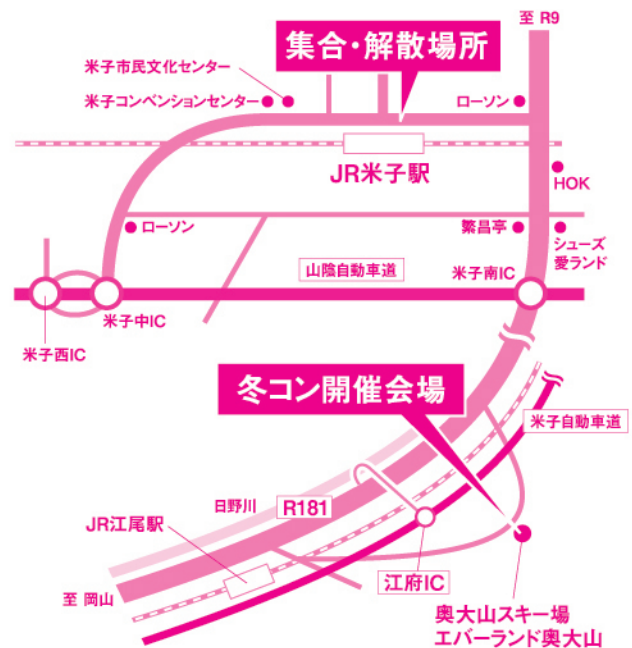 至 R9
集合・解散場所
米子市民文化センター
米子コンベンションセンター
ローソン
JR米子駅
HOK
ローソン
繁昌亭
シューズ
愛ランド
山陰自動車道
米子南IC
米子中IC
米子西IC
冬コン開催会場
米子自動車道
日野川
R181
JR江尾駅
江府IC
至 岡山
奥大山スキー場
エバーランド奥大山